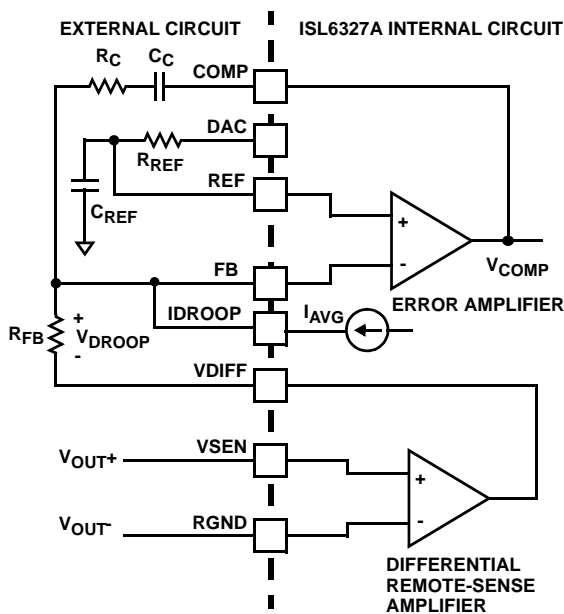 EXTERNAL CIRCUIT
ISL6327A INTERNAL CIRCUIT
RC
CC
COMP
DAC
RREF
REF
CREF
+
-
FB
VCOMP
ERROR AMPLIFIER
IDROOP
IAVG
RFB
+
VDROOP
-
VDIFF
VOUT+
VSEN
+
VOUT-
RGND
-
DIFFERENTIAL
REMOTE-SENSE
AMPLIFIER